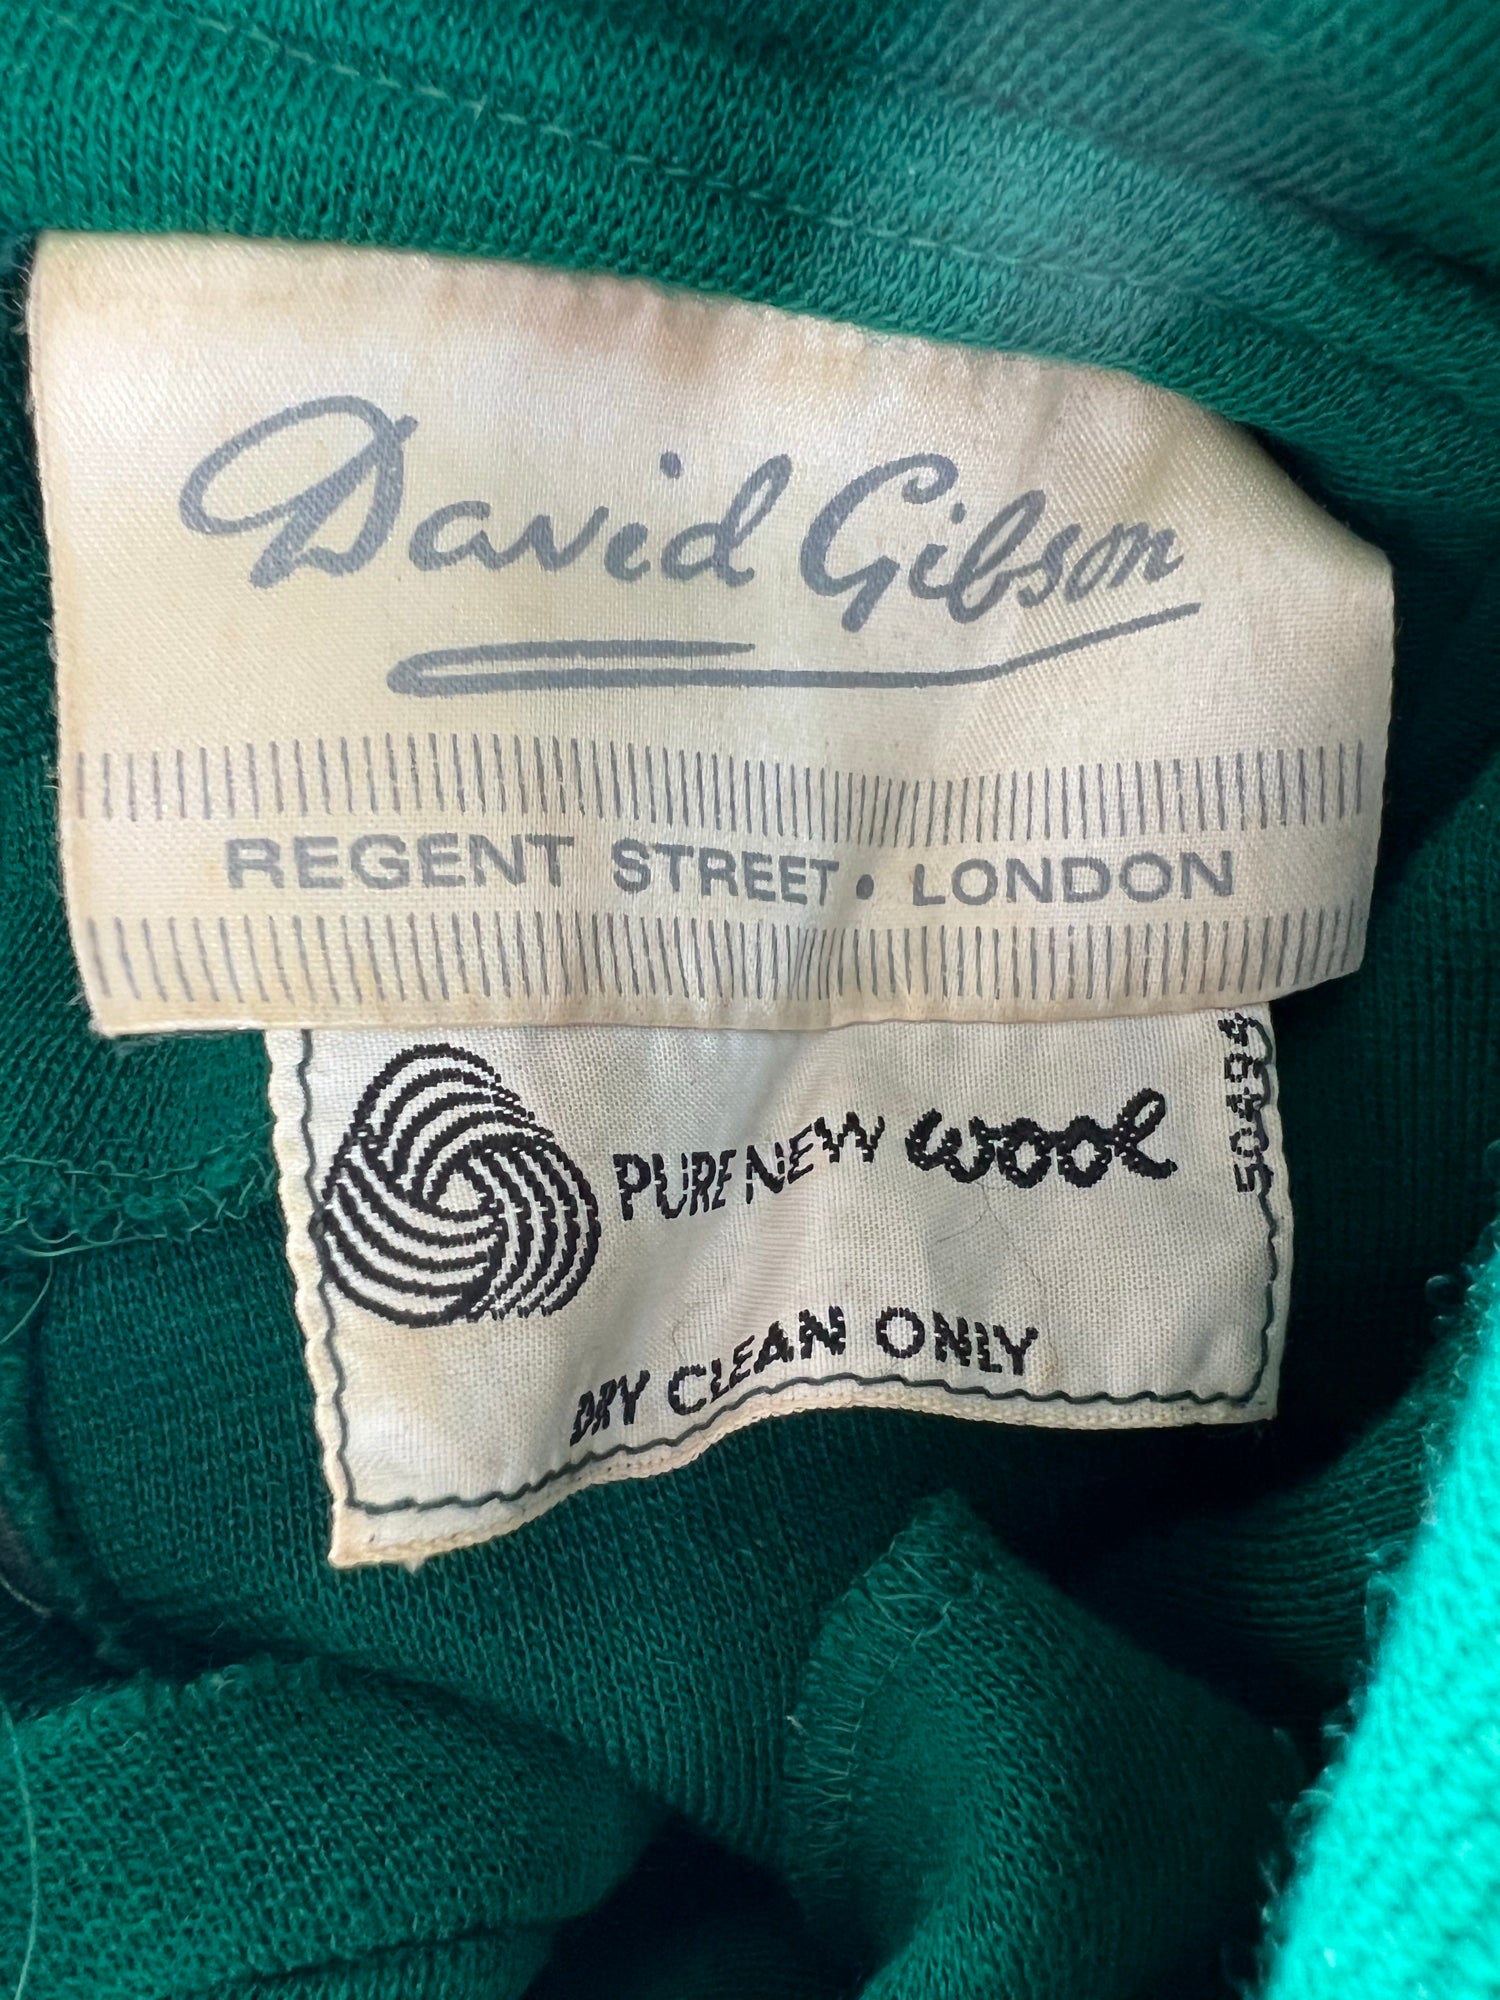 David Gibson
REGENT STREET • LONDON
PURE NEW WOOL
DRY CLEAN ONLY